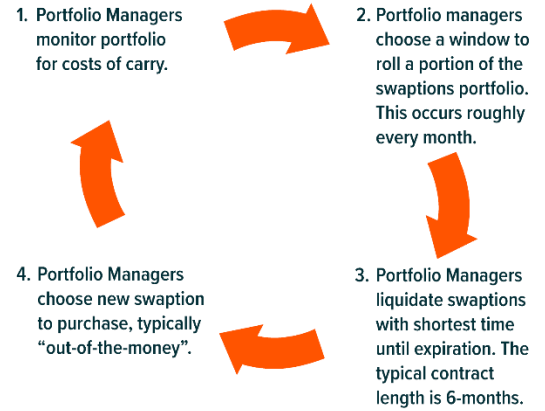 1. Portfolio Managers
monitor portfolio
for costs of carry.
2. Portfolio managers
choose a window to
roll a portion of the
swaptions portfolio.
This occurs roughly
every month.
3. Portfolio Managers
liquidate swaptions
with shortest time
until expiration. The
typical contract
length is 6-months.
4. Portfolio Managers
choose new swaption
to purchase, typically
“out-of-the-money”.